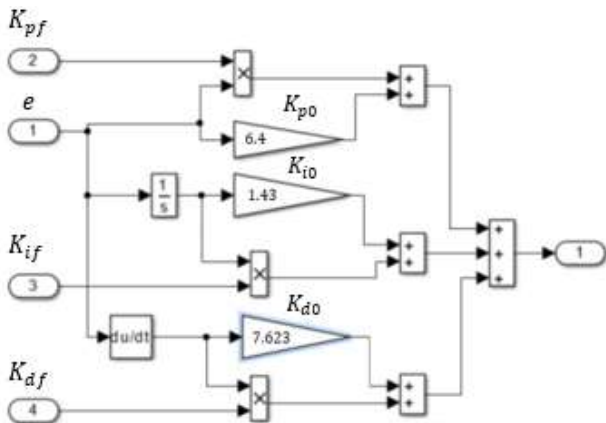 K_pf
2
×
+
+
e
K_p0
1
6.4
K_i0
1
s
1.43
+
+
+
+
+
1
K_if
×
3
K_d0
du/dt
7.623
K_df
×
+
+
4